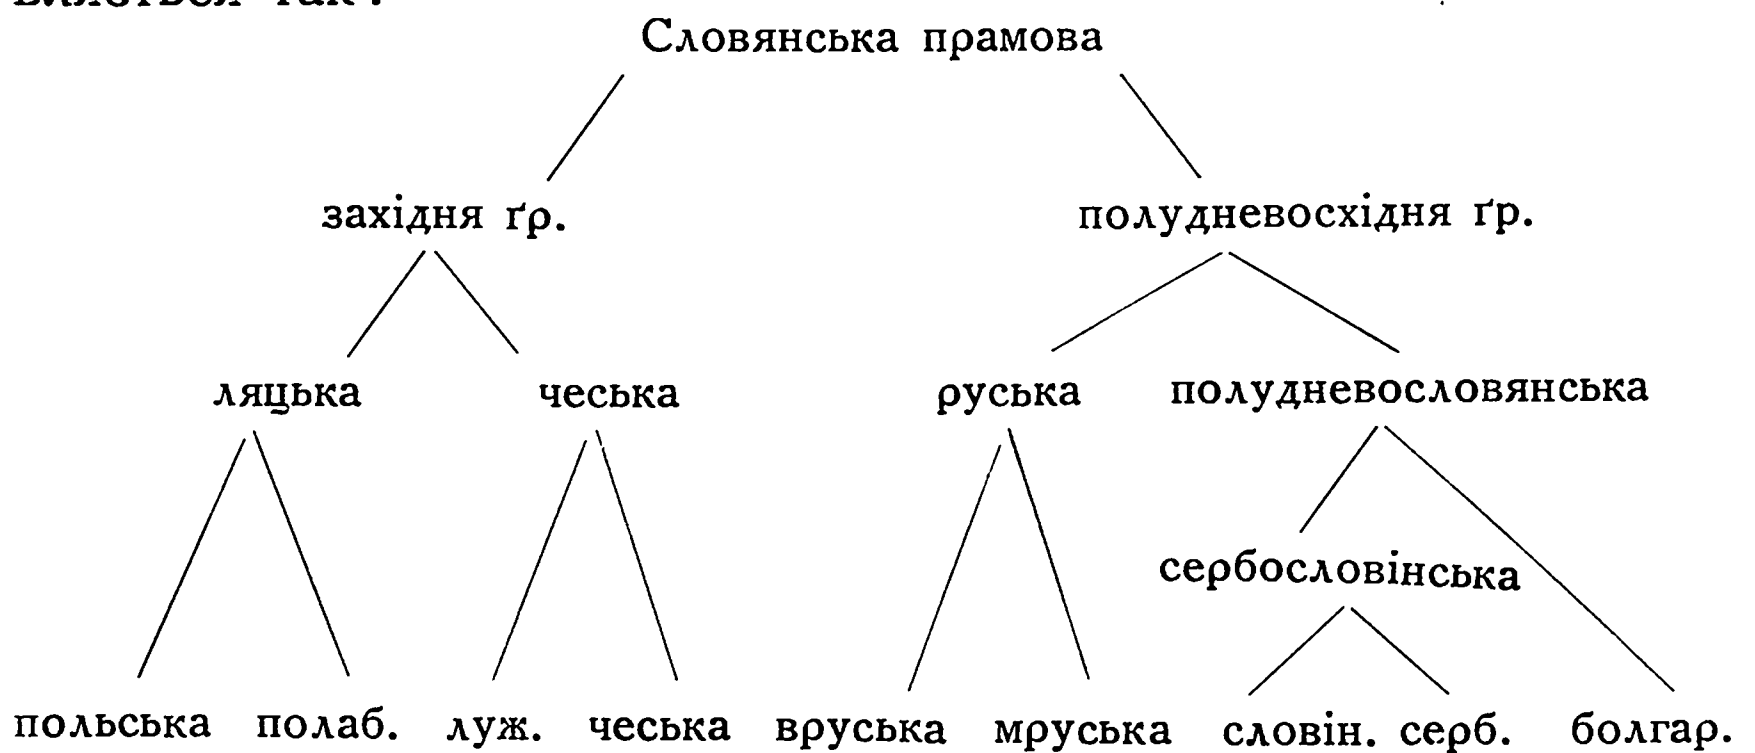 Словянська прамова
західня ґр. полудневосхідня ґр.
ляцька чеська руська полудневословянська
сербословінська
польська полаб. луж. чеська вруська мруська словін. серб. болгар.